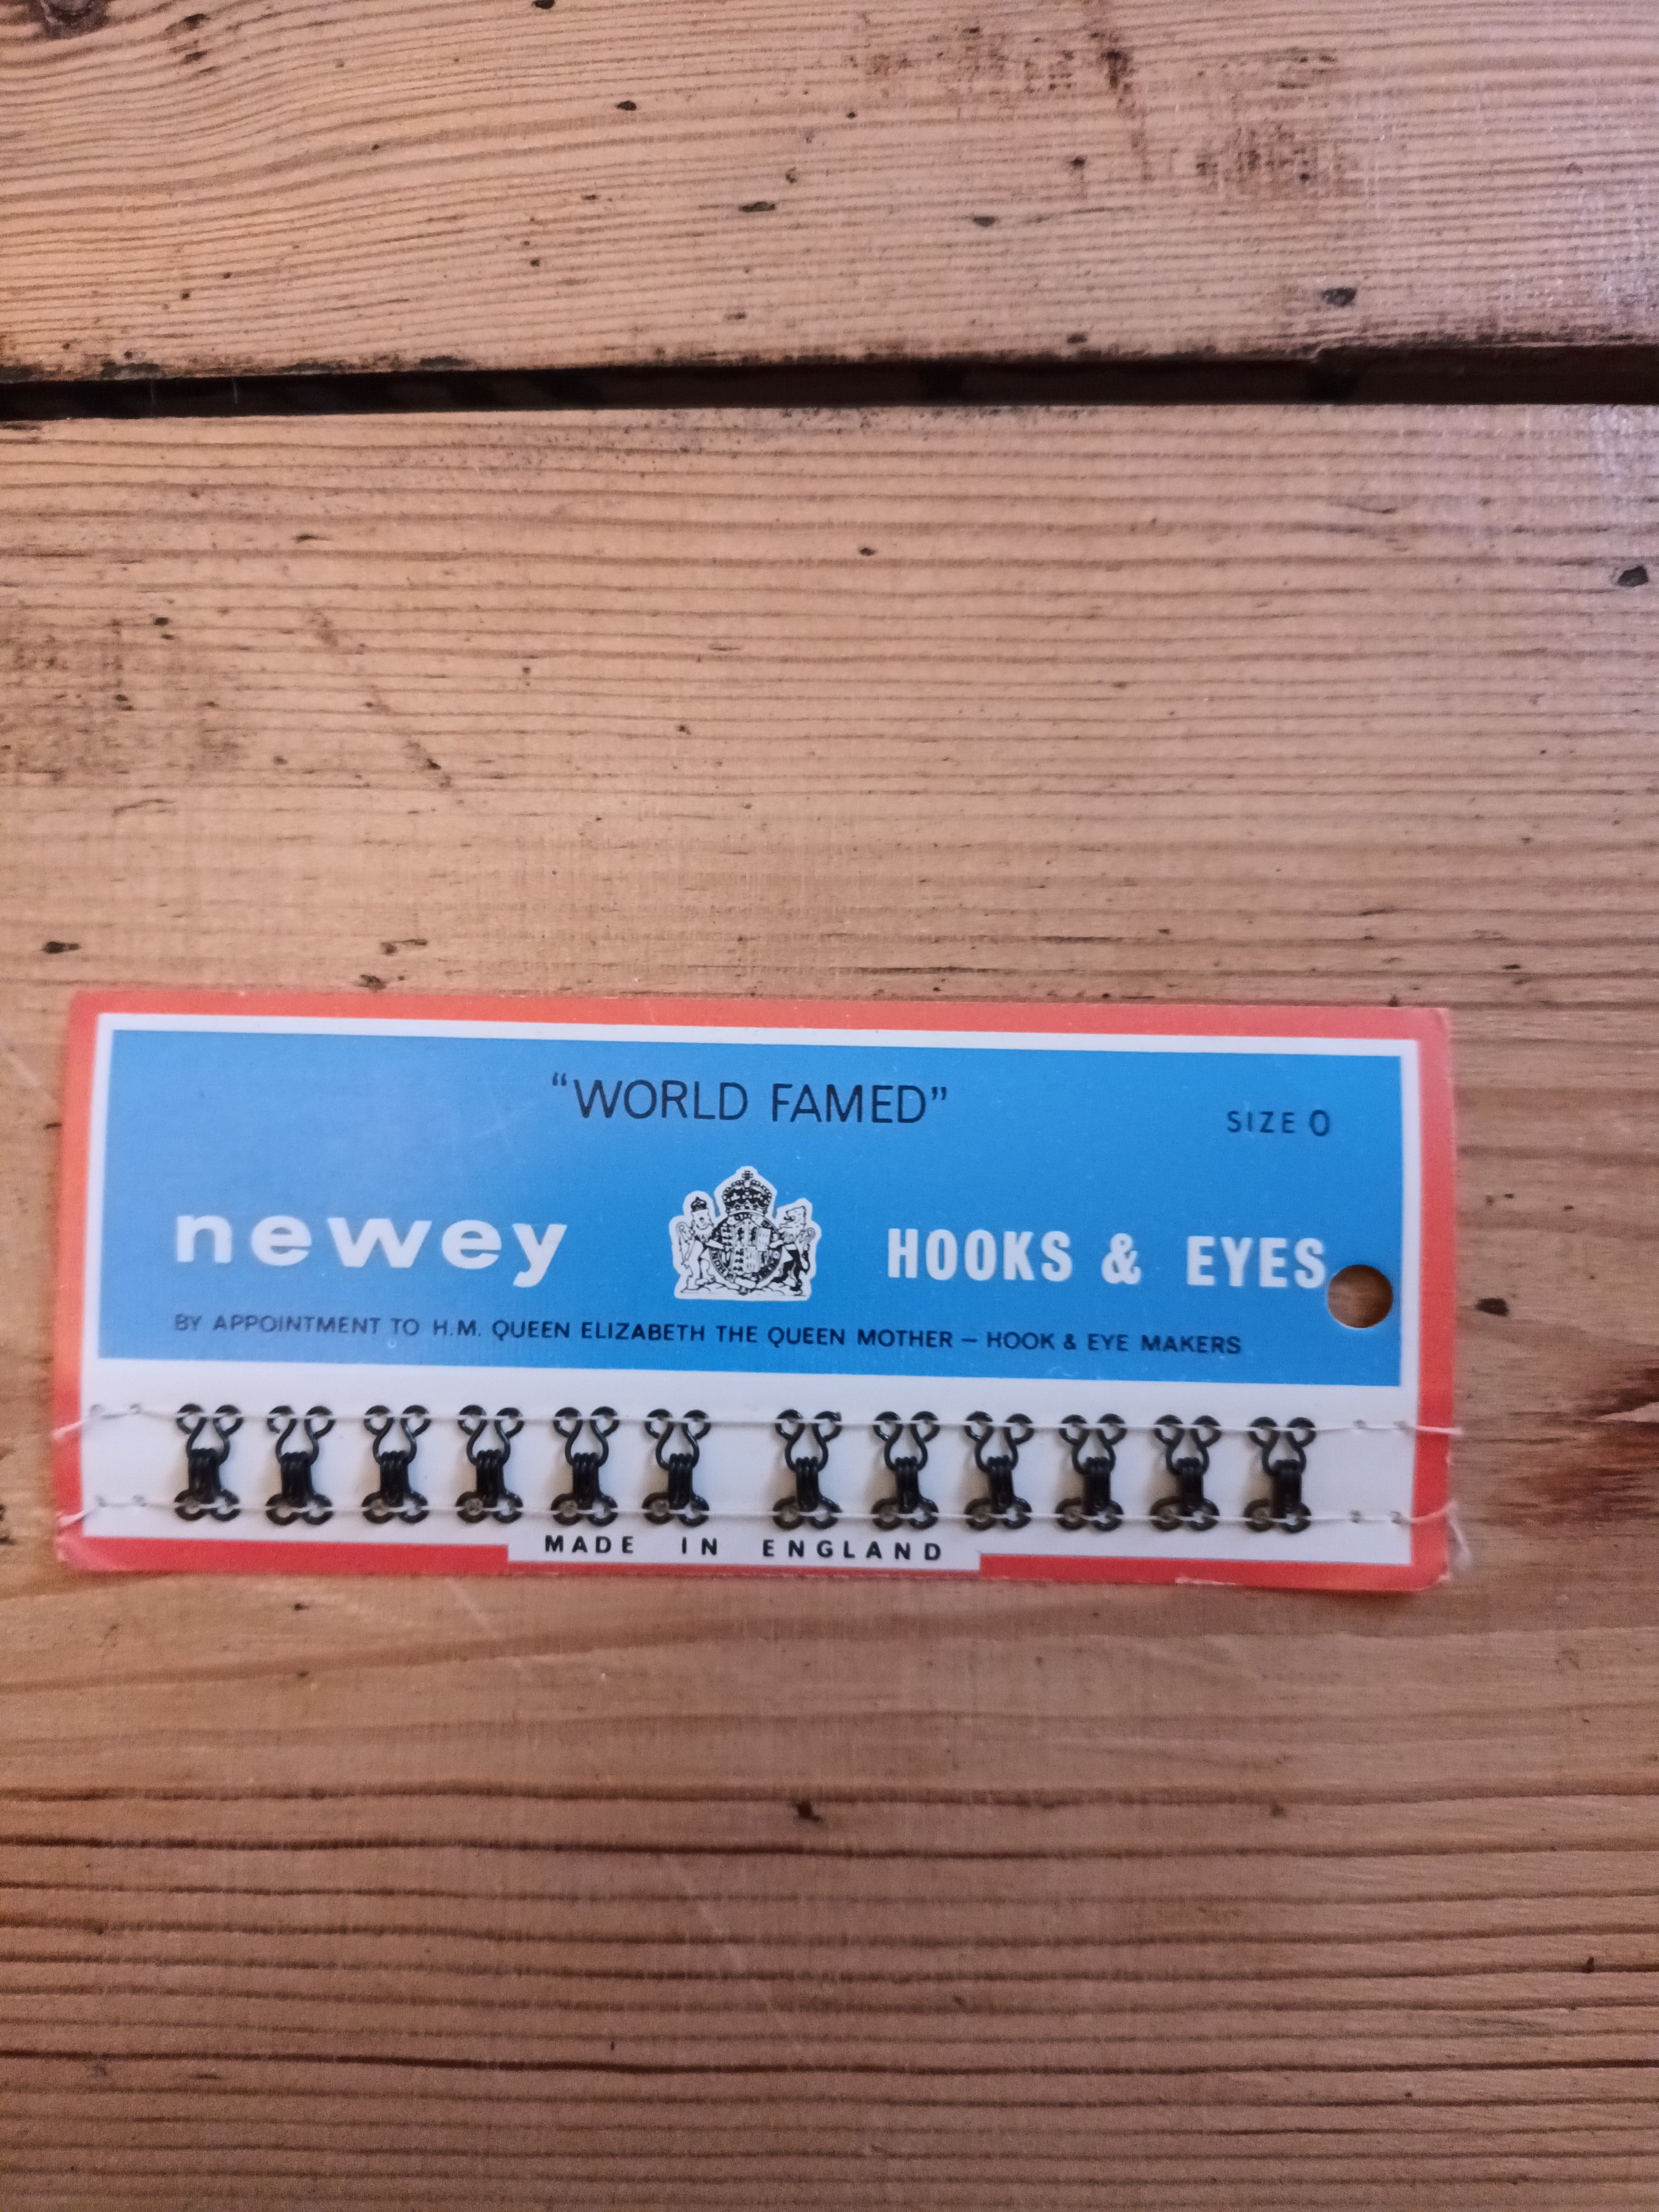 "WORLD FAMED"
SIZE 0
newey HOOKS & EYES
BY APPOINTMENT TO H.M. QUEEN ELIZABETH THE QUEEN MOTHER – HOOK & EYE MAKERS
MADE IN ENGLAND